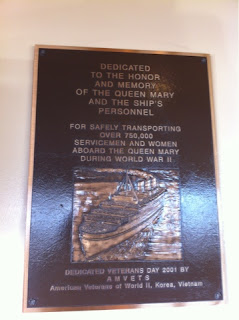 DEDICATED
TO THE HONOR
AND MEMORY
OF THE QUEEN MARY
AND THE SHIP'S
PERSONNEL
FOR SAFELY TRANSPORTING
OVER 750,000
SERVICEMEN AND WOMEN
ABOARD THE QUEEN MARY
DURING WORLD WAR II
DEDICATED VETERANS DAY 2001 BY
AMVETS
American Veterans of World II, Korea, Vietnam